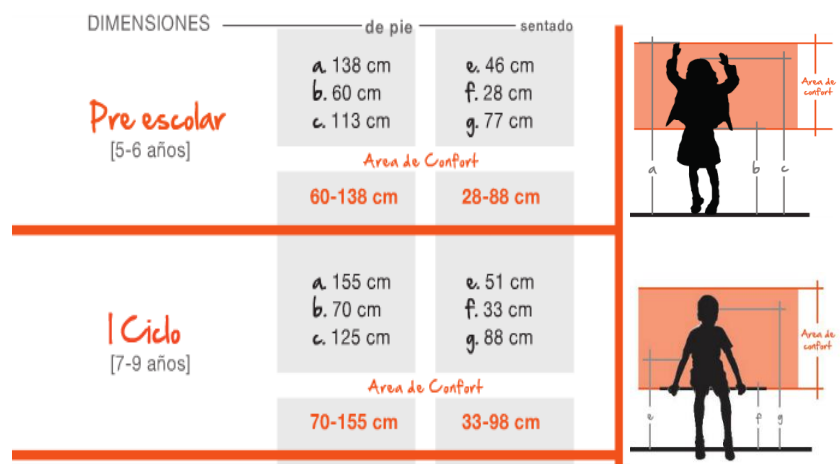 DIMENSIONES de pie sentado
Pre escolar
[5-6 años]
a. 138 cm
b. 60 cm
c. 113 cm
e. 46 cm
f. 28 cm
g. 77 cm
Area de Confort
60-138 cm 28-88 cm
I Ciclo
[7-9 años]
a. 155 cm
b. 70 cm
c. 125 cm
e. 51 cm
f. 33 cm
g. 88 cm
Area de Confort
70-155 cm 33-98 cm
Area de
confort
a b c
Area de
confort
e f g